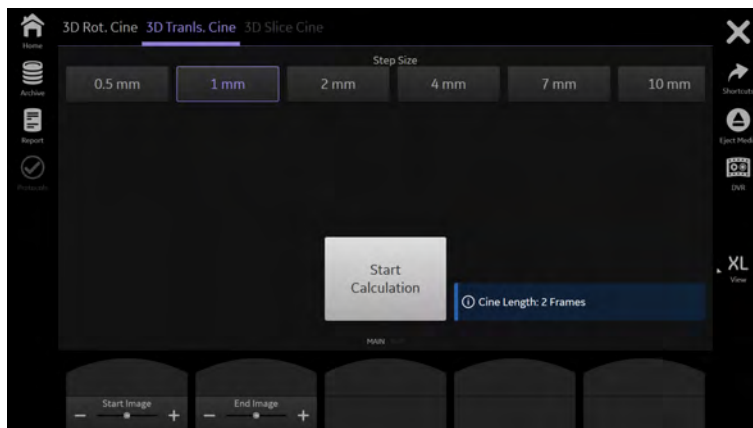 3D Rot. Cine 3D Tranls. Cine 3D Slice Cine
Home
Archive
Report
Protocols
Step Size
0.5 mm 1 mm 2 mm 4 mm 7 mm 10 mm
Start
Calculation
Cine Length: 2 Frames
MAIN
Start Image
End Image
Shortcuts
Eject Medi
DVR
XL
View